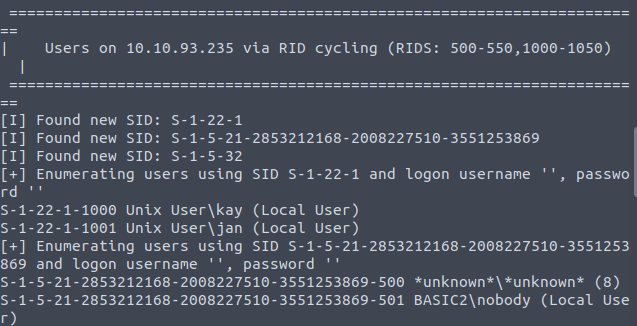 =====================================================================
==
|    Users on 10.10.93.235 via RID cycling (RIDS: 500-550,1000-1050)
  |
=====================================================================
==
[I] Found new SID: S-1-22-1
[I] Found new SID: S-1-5-21-2853212168-2008227510-3551253869
[I] Found new SID: S-1-5-32
[+] Enumerating users using SID S-1-22-1 and logon username '', passwo
rd ''
S-1-22-1-1000 Unix User\kay (Local User)
S-1-22-1-1001 Unix User\jan (Local User)
[+] Enumerating users using SID S-1-5-21-2853212168-2008227510-3551253
869 and logon username '', password ''
S-1-5-21-2853212168-2008227510-3551253869-500 *unknown*\*unknown* (8)
S-1-5-21-2853212168-2008227510-3551253869-501 BASIC2\nobody (Local Use
r)